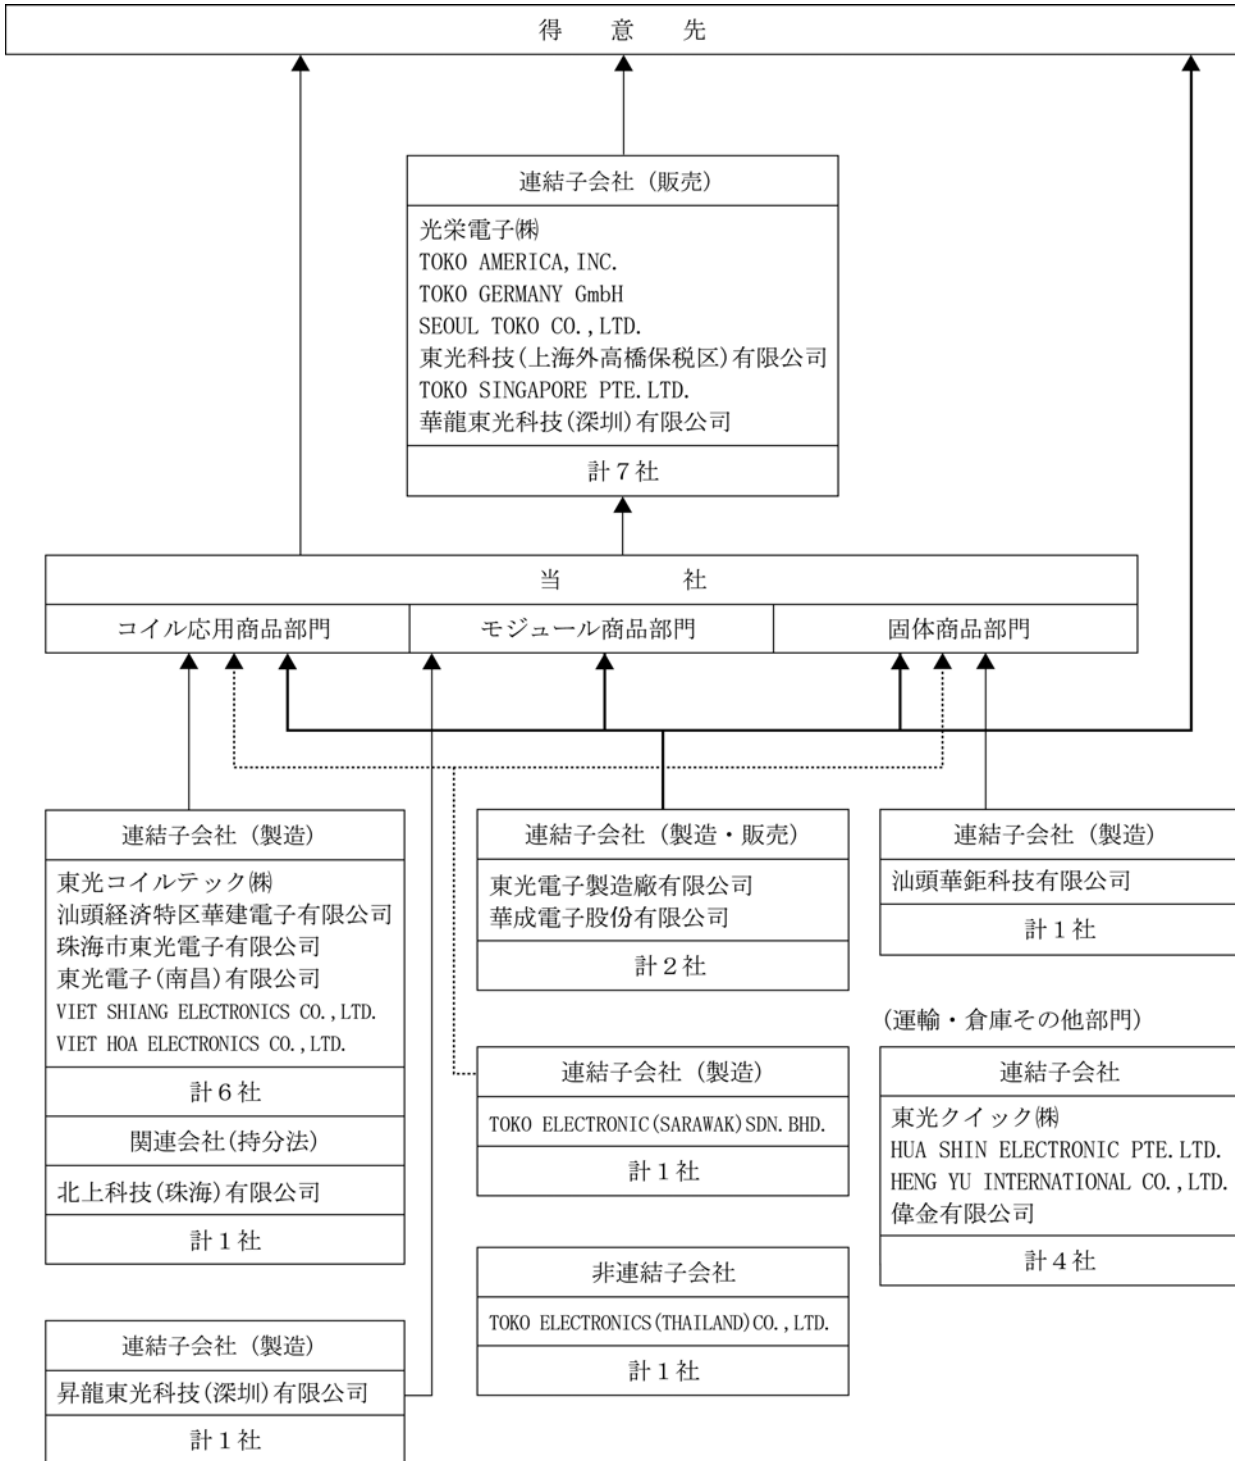 得意先
連結子会社（販売）
光栄電子㈱
TOKO AMERICA, INC.
TOKO GERMANY GmbH
SEOUL TOKO CO.,LTD.
東光科技(上海外高橋保税区)有限公司
TOKO SINGAPORE PTE.LTD.
華龍東光科技(深圳)有限公司
計７社
当社
コイル応用商品部門
モジュール商品部門
固体商品部門
連結子会社（製造）
東光コイルテック㈱
汕頭経済特区華建電子有限公司
珠海市東光電子有限公司
東光電子(南昌)有限公司
VIET SHIANG ELECTRONICS CO.,LTD.
VIET HOA ELECTRONICS CO.,LTD.
計６社
関連会社(持分法)
北上科技(珠海)有限公司
計１社
連結子会社（製造）
昇龍東光科技(深圳)有限公司
計１社
連結子会社（製造・販売）
東光電子製造廠有限公司
華成電子股份有限公司
計２社
連結子会社（製造）
TOKO ELECTRONIC(SARAWAK)SDN.BHD.
計１社
非連結子会社
TOKO ELECTRONICS(THAILAND)CO.,LTD.
計１社
連結子会社（製造）
汕頭華鉅科技有限公司
計１社
(運輸・倉庫その他部門)
連結子会社
東光クイック㈱
HUA SHIN ELECTRONIC PTE.LTD.
HENG YU INTERNATIONAL CO.,LTD.
偉金有限公司
計４社